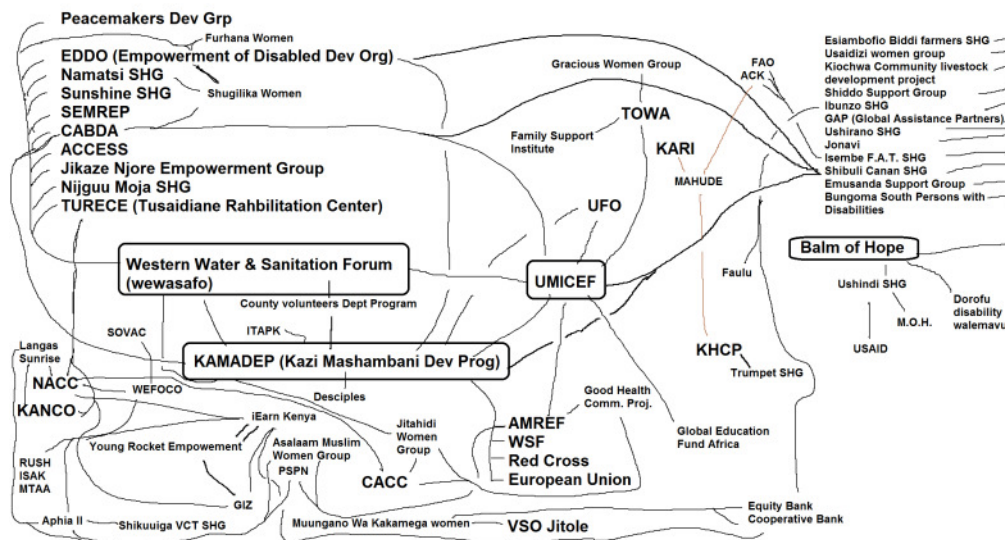 Peacemakers Dev Grp
Furhana Women
EDDO (Empowerment of Disabled Dev Org)
Namatsi SHG
Sunshine SHG
Shugilika Women
SEMREP
CABDA
ACCESS
Jikaze Njore Empowerment Group
Nijguu Moja SHG
TURECE (Tusaidiane Rahbilitation Center)
Gracious Women Group
TOWA
Family Support
Institute
KARI
MAHUDE
FAO
ACK
UFO
Esiambofio Biddi farmers SHG
Usaidizi women group
Kiochwa Community livestock
development project
Shiddo Support Group
Ibunzo SHG
GAP (Global Assistance Partners)
Ushirano SHG
Jonavi
Isembe F.A.T. SHG
Shibuli Canan SHG
Emusanda Support Group
Bungoma South Persons with
Disabilities
Western Water & Sanitation Forum
(wewasafo)
County volunteers Dept Program
UMICEF
Faulu
Balm of Hope
Ushindi SHG
M.O.H.
USAID
Dorofu
disability
walemavu
SOVAC
ITAPK
KAMADEP (Kazi Mashambani Dev Prog)
Desciples
KHCP
Trumpet SHG
Langas
Sunrise
NACC
KANCO
WEFOCO
iEarn Kenya
Young Rocket Empowement
Asalaam Muslim
Women Group
PSPN
Jitahidi
Women
Group
CACC
Good Health
Comm. Proj.
AMREF
WSF
Red Cross
European Union
Global Education
Fund Africa
RUSH
ISAK
MTAA
GIZ
Aphia II
Shikuuiga VCT SHG
Muungano Wa Kakamega women
VSO Jitole
Equity Bank
Cooperative Bank